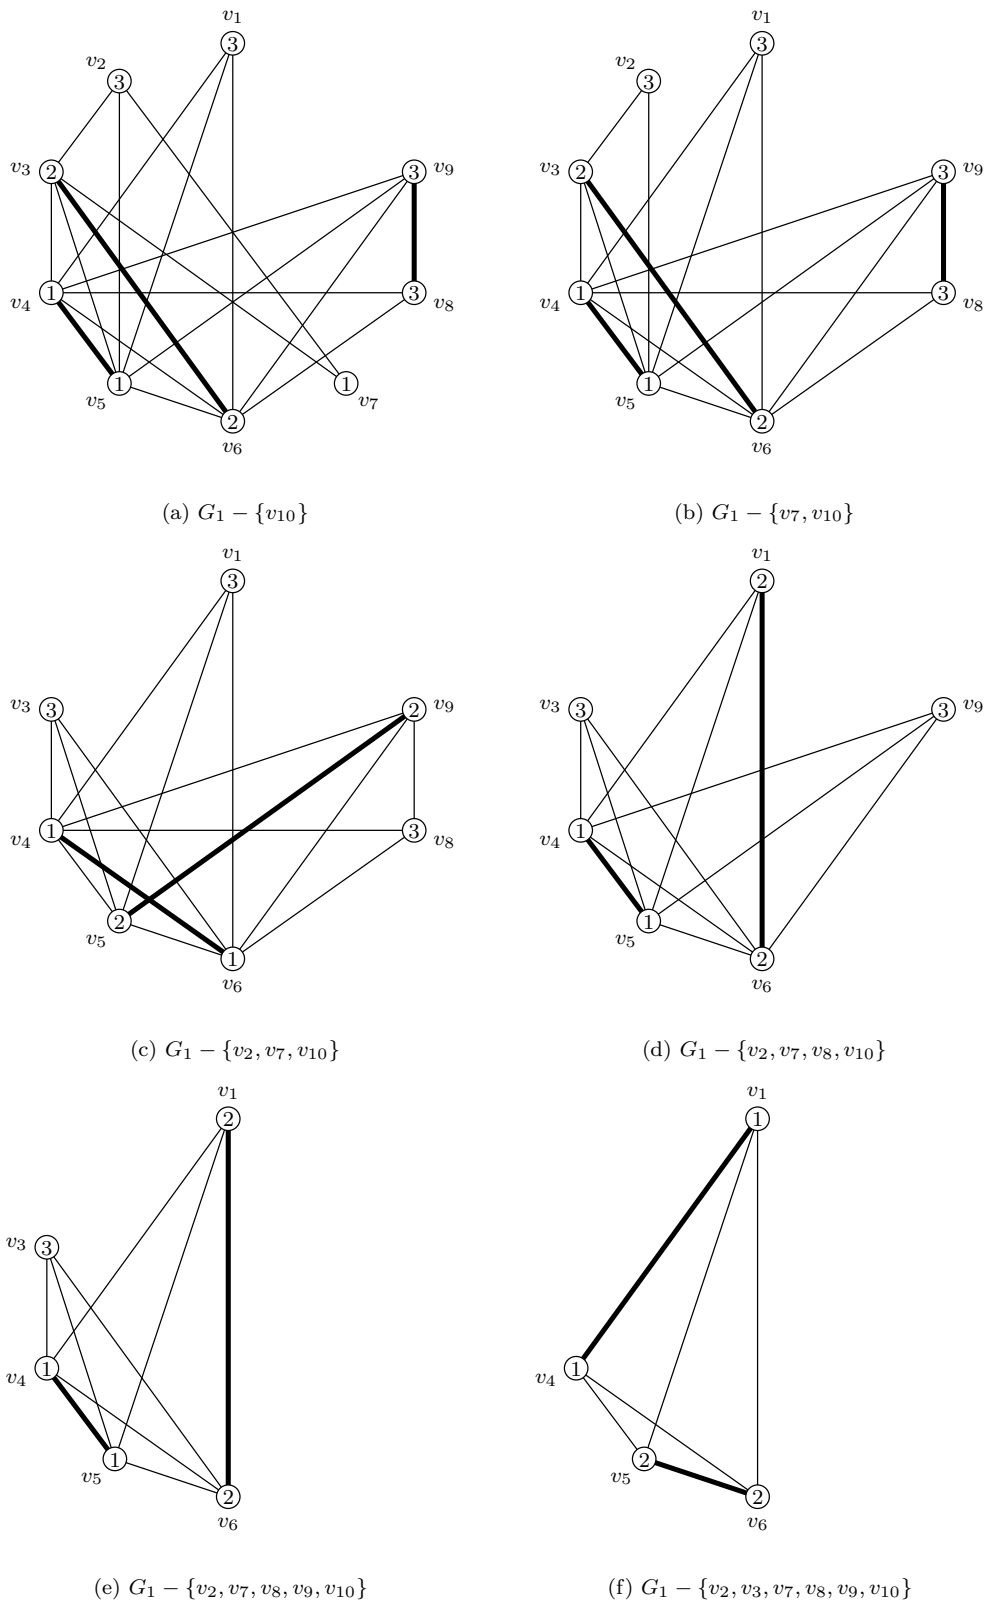 v1 v1
v2 3 v2 3
3 3
v3 2 3 v9 v3 2 3 v9
v4 1 3 v8 v4 1 3 v8
v5 1 1 v7 v5 1
2 2
v6 v6
(a) G1 − {v10} (b) G1 − {v7, v10}
v1 v1
3 2
v3 3 2 v9 v3 3 3 v9
v4 1 3 v8 v4 1
v5 2 v5 1
1 2
v6 v6
(c) G1 − {v2, v7, v10} (d) G1 − {v2, v7, v8, v10}
v1 v1
2 1
v3 3
v4 1 v4 1
v5 1 v5 2
2 2
v6 v6
(e) G1 − {v2, v7, v8, v9, v10} (f) G1 − {v2, v3, v7, v8, v9, v10}